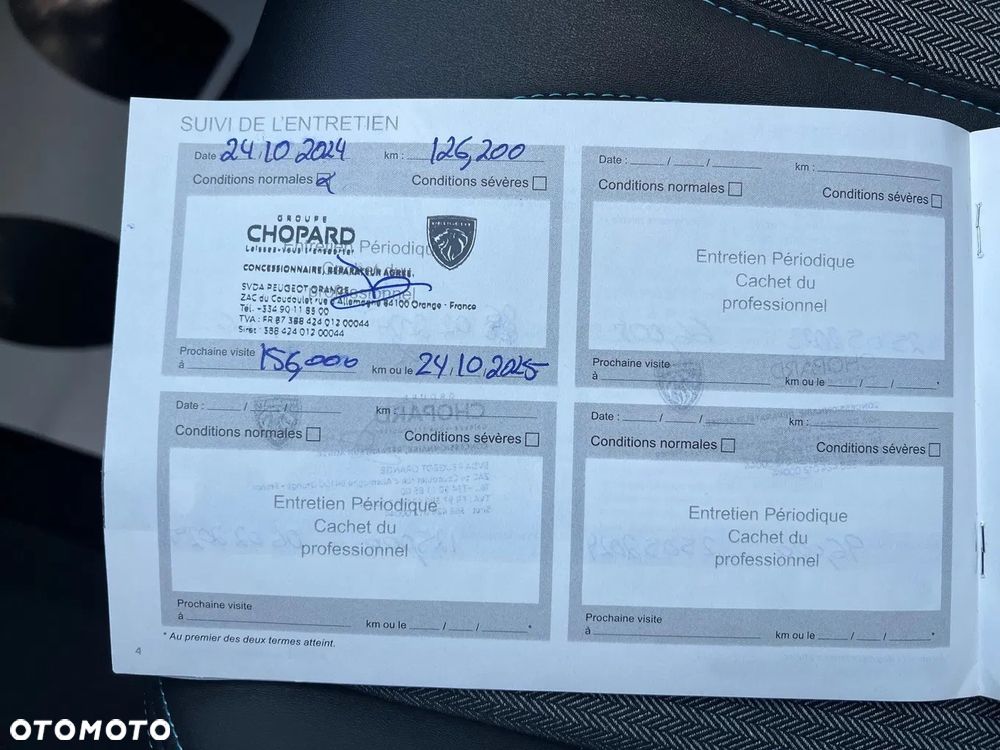 SUIVI DE L'ENTRETIEN
Date 24/10/2024 km : 126,200
Conditions normales Conditions sévères
GROUPE
CHOPARD
Laissez-vous transporter
Entretien Périodique
Cachet du
professionnel
CONCESSIONNAIRE, RÉPARATEUR AGRÉÉ.
SVDA PEUGEOT ORANGE
ZAC du Coudoulet rue d'Allemagne 84100 Orange - France
Tél. +334 90 11 85 00
TVA : FR 87 388 424 012 00044
Siret : 388 424 012 00044
Prochaine visite
à 156,000 km ou le 24/10/2025
Date : / / km :
Conditions normales Conditions sévères
Entretien Périodique
Cachet du
professionnel
Prochaine visite
à km ou le / / *
Date : / / km :
Conditions normales Conditions sévères
Entretien Périodique
Cachet du
professionnel
Prochaine visite
à km ou le / / *
Date : / / km :
Conditions normales Conditions sévères
Entretien Périodique
Cachet du
professionnel
Prochaine visite
à km ou le / / *
* Au premier des deux termes atteint.
4
OTOMOTO